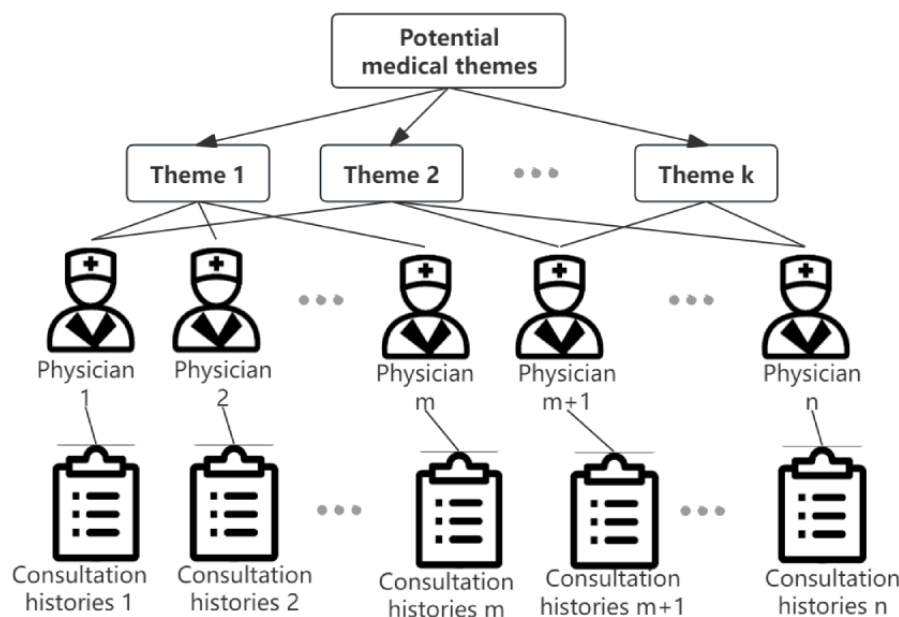 Potential
medical themes
Theme 1
Theme 2
Theme k
Physician
1
Physician
2
Physician
m
Physician
m+1
Physician
n
Consultation
histories 1
Consultation
histories 2
Consultation
histories m
Consultation
histories m+1
Consultation
histories n